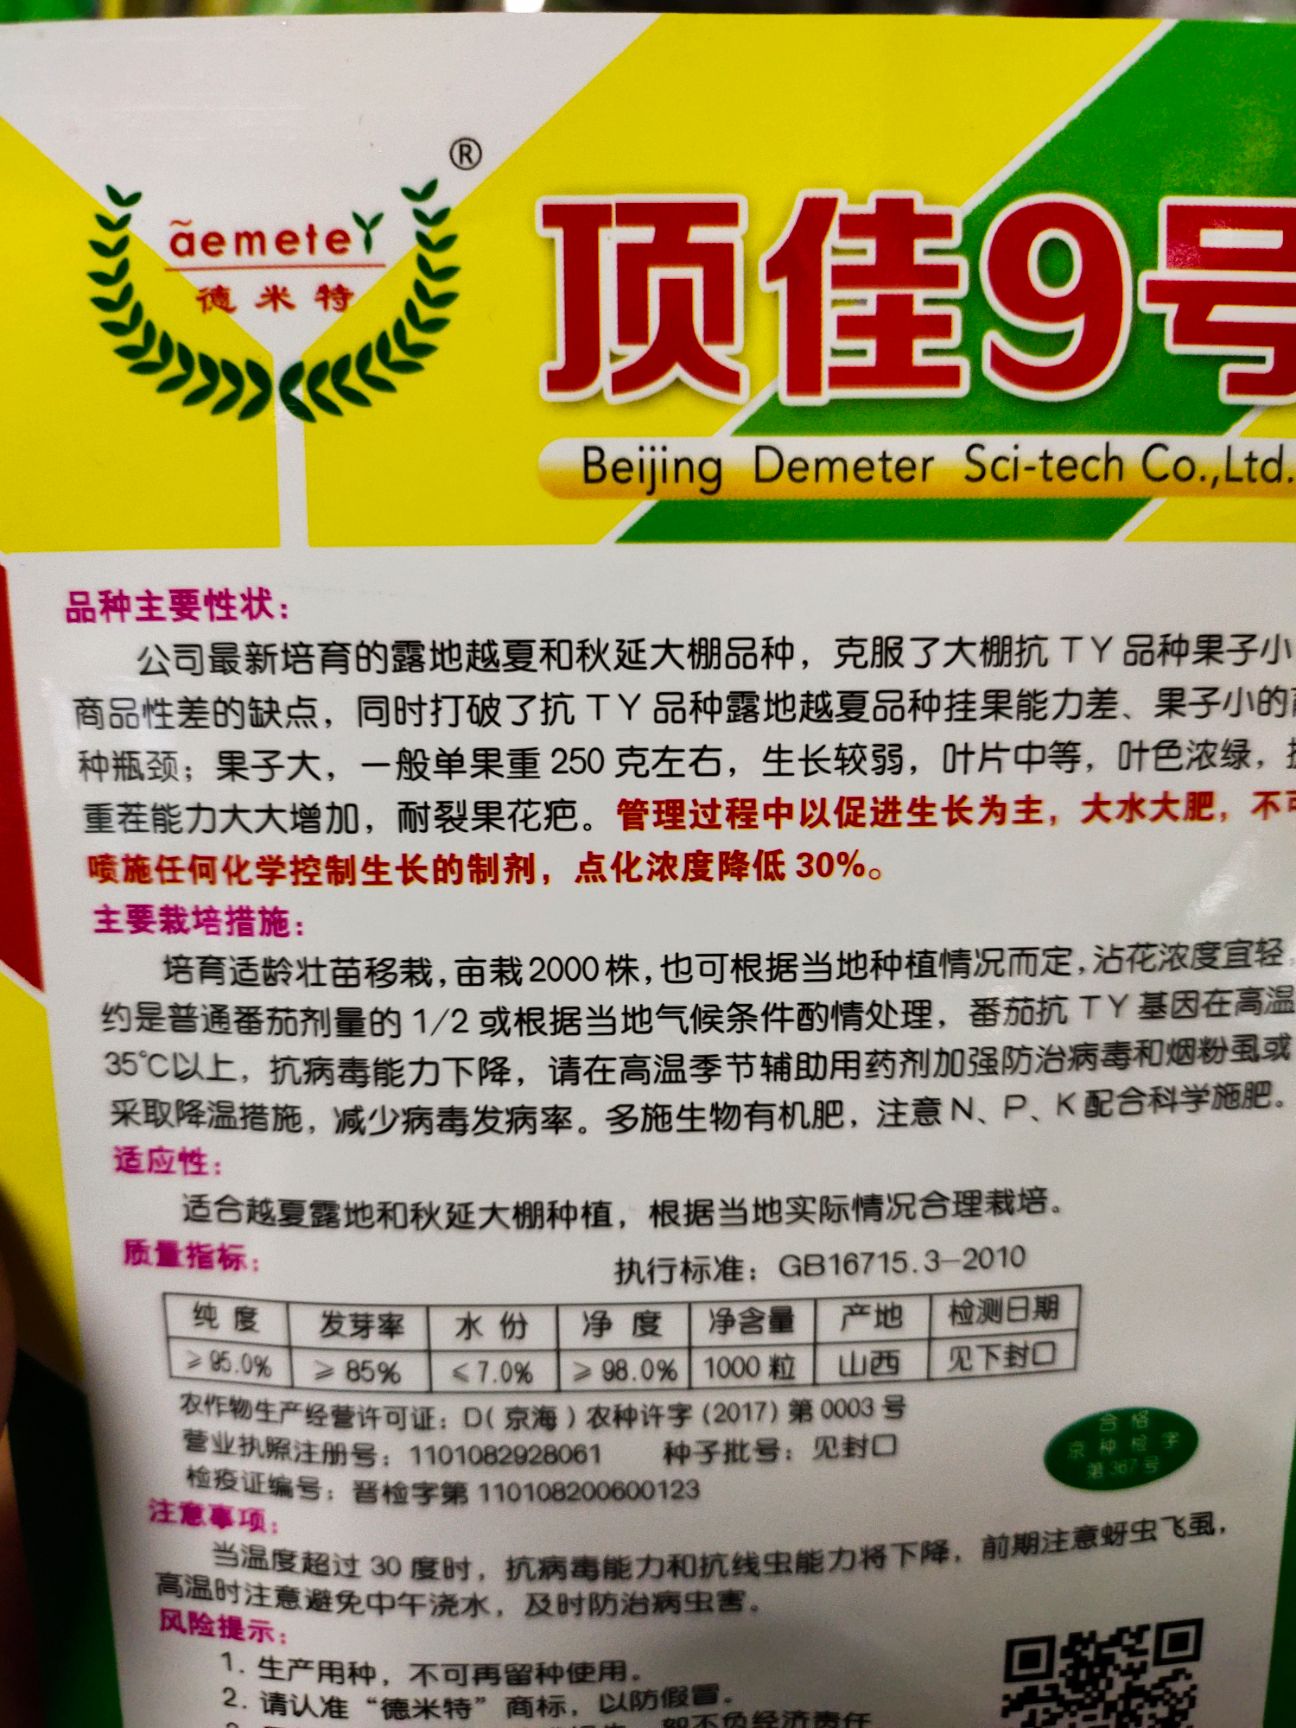 ®
demeter
德米特
顶佳9号
Beijing Demeter Sci-tech Co.,Ltd.
品种主要性状：
公司最新培育的露地越夏和秋延大棚品种，克服了大棚抗TY品种果子小
商品性差的缺点，同时打破了抗TY品种露地越夏品种挂果能力差、果子小的
种瓶颈；果子大，一般单果重250克左右，生长较弱，叶片中等，叶色浓绿，
重茬能力大大增加，耐裂果花疤。管理过程中以促进生长为主，大水大肥，不可
喷施任何化学控制生长的制剂，点化浓度降低30%。
主要栽培措施：
培育适龄壮苗移栽，亩栽2000株，也可根据当地种植情况而定，沾花浓度宜轻，
约是普通番茄剂量的1/2或根据当地气候条件酌情处理，番茄抗TY基因在高温
35℃以上，抗病毒能力下降，请在高温季节辅助用药剂加强防治病毒和烟粉虱或
采取降温措施，减少病毒发病率。多施生物有机肥，注意N、P、K配合科学施肥。
适应性：
适合越夏露地和秋延大棚种植，根据当地实际情况合理栽培。
质量指标： 执行标准：GB16715.3-2010
纯度 发芽率 水份 净度 净含量 产地 检测日期
≥95.0% ≥85% ≤7.0% ≥98.0% 1000粒 山西 见下封口
农作物生产经营许可证：D(京海)农种许字(2017)第0003号
营业执照注册号：1101082928061 种子批号：见封口
检疫证编号：晋检字第110108200600123
合格
京种检字
第367号
注意事项：
当温度超过30度时，抗病毒能力和抗线虫能力将下降，前期注意蚜虫飞虱，
高温时注意避免中午浇水，及时防治病虫害。
风险提示：
1.生产用种，不可再留种使用。
2.请认准“德米特”商标，以防假冒。
恕不负经济责任